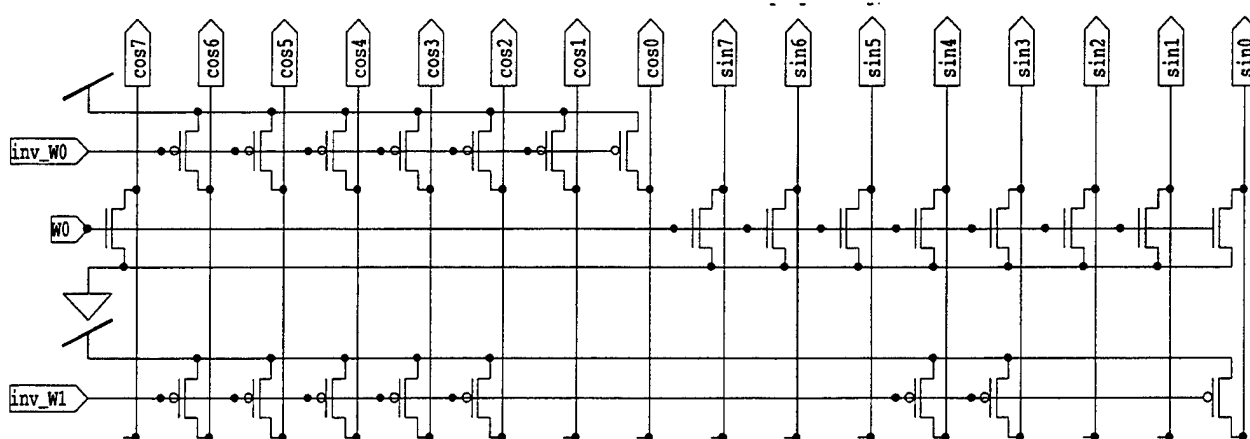 cos7
cos6
cos5
cos4
cos3
cos2
cos1
cos0
sin7
sin6
sin5
sin4
sin3
sin2
sin1
sin0
inv_W0
W0
inv_W1